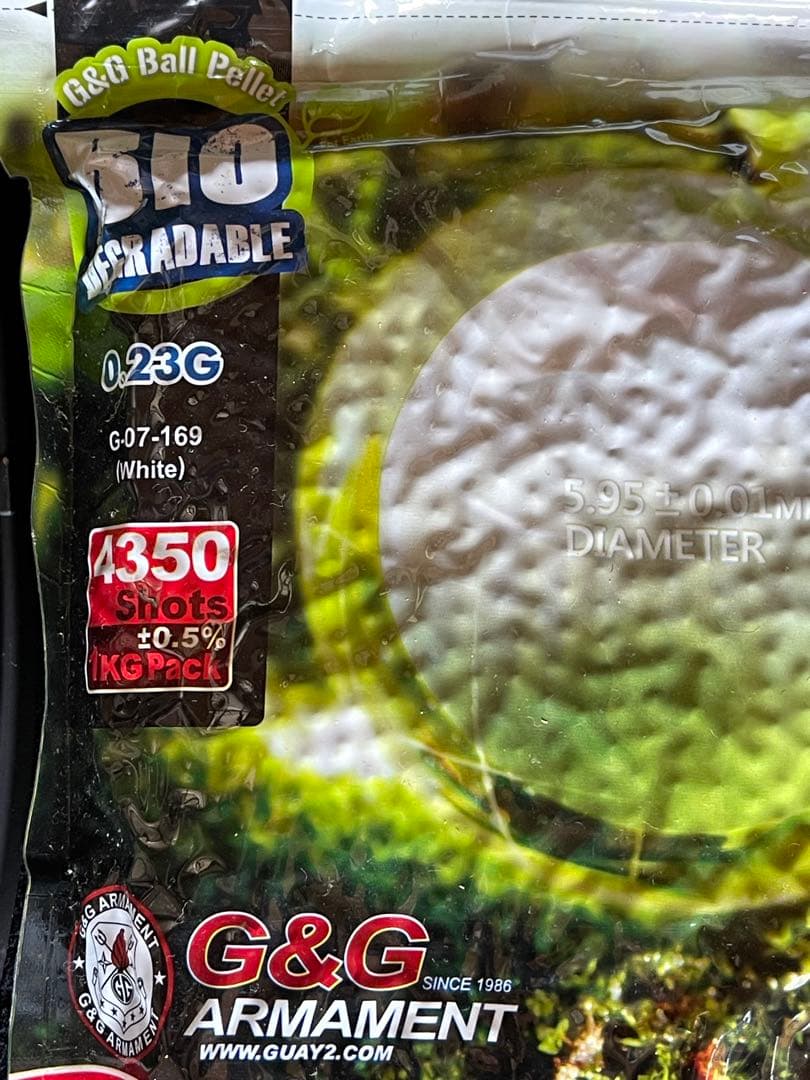 G&G Ball Pellet
BIO
DEGRADABLE
0.23G
G-07-169
(White)
4350
Shots
±0.5%
1KG Pack
5.95±0.01M
DIAMETER
G&G ARMAMENT
G&G ARMAMENT
G&G
SINCE 1986
ARMAMENT
WWW.GUAY2.COM